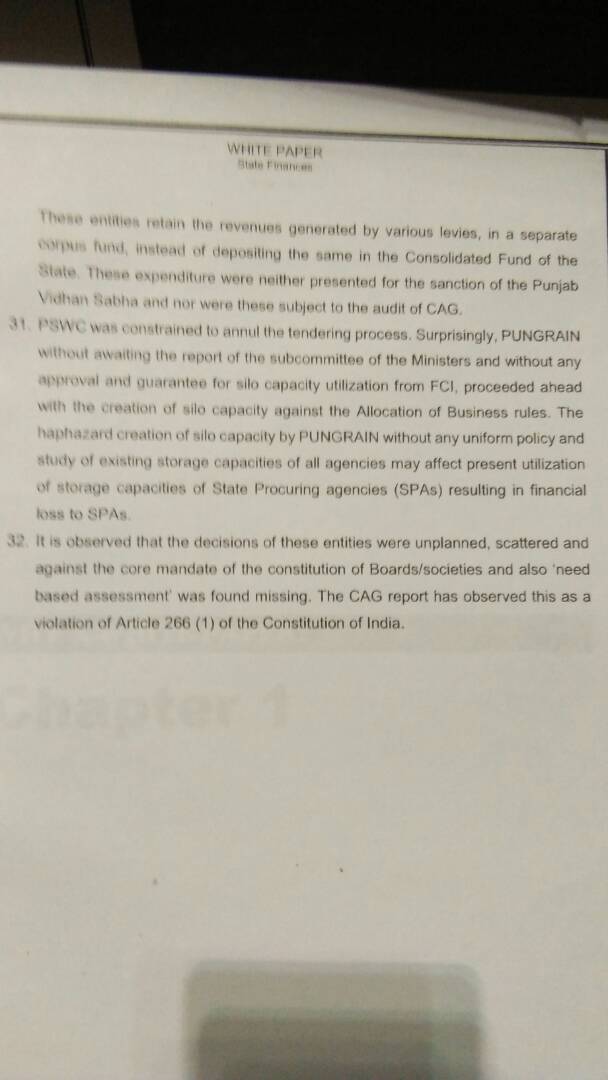 WHITE PAPER
State Finances
These entities retain the revenues generated by various levies, in a separate
corpus fund, instead of depositing the same in the Consolidated Fund of the
State. These expenditure were neither presented for the sanction of the Punjab
Vidhan Sabha and nor were these subject to the audit of CAG.
31. PSWC was constrained to annul the tendering process. Surprisingly, PUNGRAIN
without awaiting the report of the subcommittee of the Ministers and without any
approval and guarantee for silo capacity utilization from FCI, proceeded ahead
with the creation of silo capacity against the Allocation of Business rules. The
haphazard creation of silo capacity by PUNGRAIN without any uniform policy and
study of existing storage capacities of all agencies may affect present utilization
of storage capacities of State Procuring agencies (SPAs) resulting in financial
loss to SPAs.
32. It is observed that the decisions of these entities were unplanned, scattered and
against the core mandate of the constitution of Boards/societies and also 'need
based assessment' was found missing. The CAG report has observed this as a
violation of Article 266 (1) of the Constitution of India.
Chapter 1